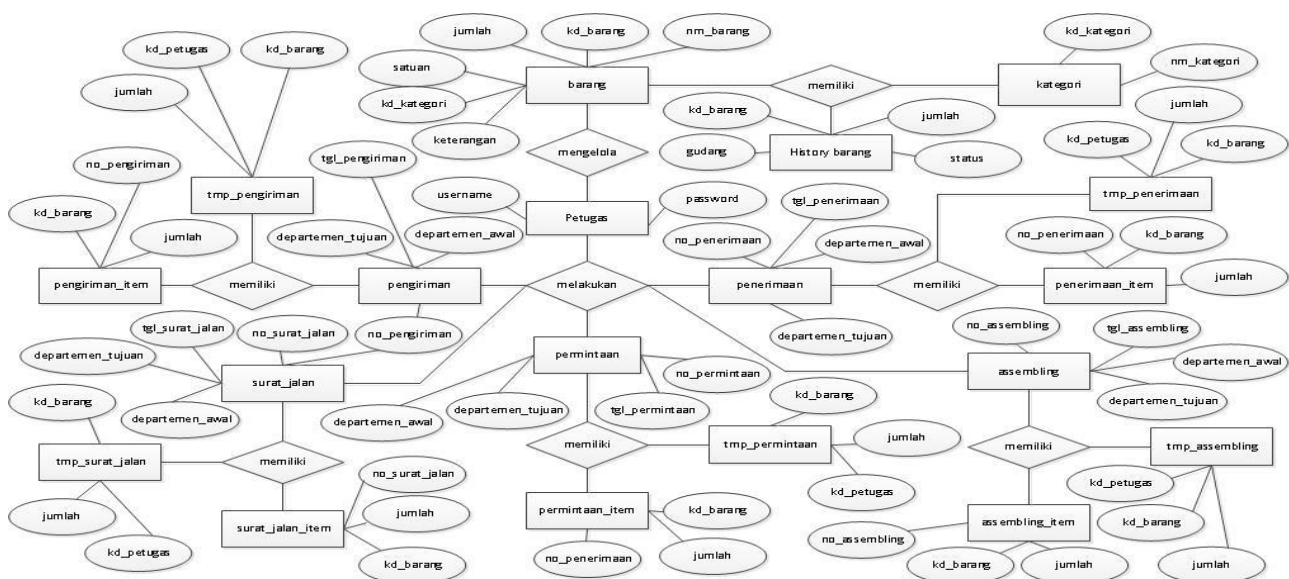 kd_petugas
kd_barang
jumlah
jumlah
kd_barang
nm_barang
satuan
kd_kategori
keterangan
barang
memiliki
kd_kategori
nm_kategori
kategori
kd_barang
jumlah
gudang
History barang
status
jumlah
kd_petugas
kd_barang
tmp_penerimaan
mengelola
no_pengiriman
tmp_pengiriman
kd_barang
jumlah
pengiriman_item
memiliki
tgl_pengiriman
departemen_tujuan
departemen_awal
pengiriman
no_pengiriman
username
Petugas
password
melakukan
tgl_penerimaan
no_penerimaan
departemen_awal
penerimaan
departemen_tujuan
memiliki
no_penerimaan
kd_barang
penerimaan_item
jumlah
tgl_surat_jalan
no_surat_jalan
departemen_tujuan
surat_jalan
departemen_awal
kd_barang
tmp_surat_jalan
memiliki
jumlah
kd_petugas
surat_jalan_item
no_surat_jalan
jumlah
kd_barang
permintaan
no_permintaan
departemen_tujuan
tgl_permintaan
departemen_awal
memiliki
kd_barang
tmp_permintaan
jumlah
kd_petugas
permintaan_item
kd_barang
no_penerimaan
jumlah
no_assembling
tgl_assembling
assembling
departemen_awal
departemen_tujuan
memiliki
tmp_assembling
kd_petugas
kd_barang
jumlah
assembling_item
no_assembling
kd_barang
jumlah